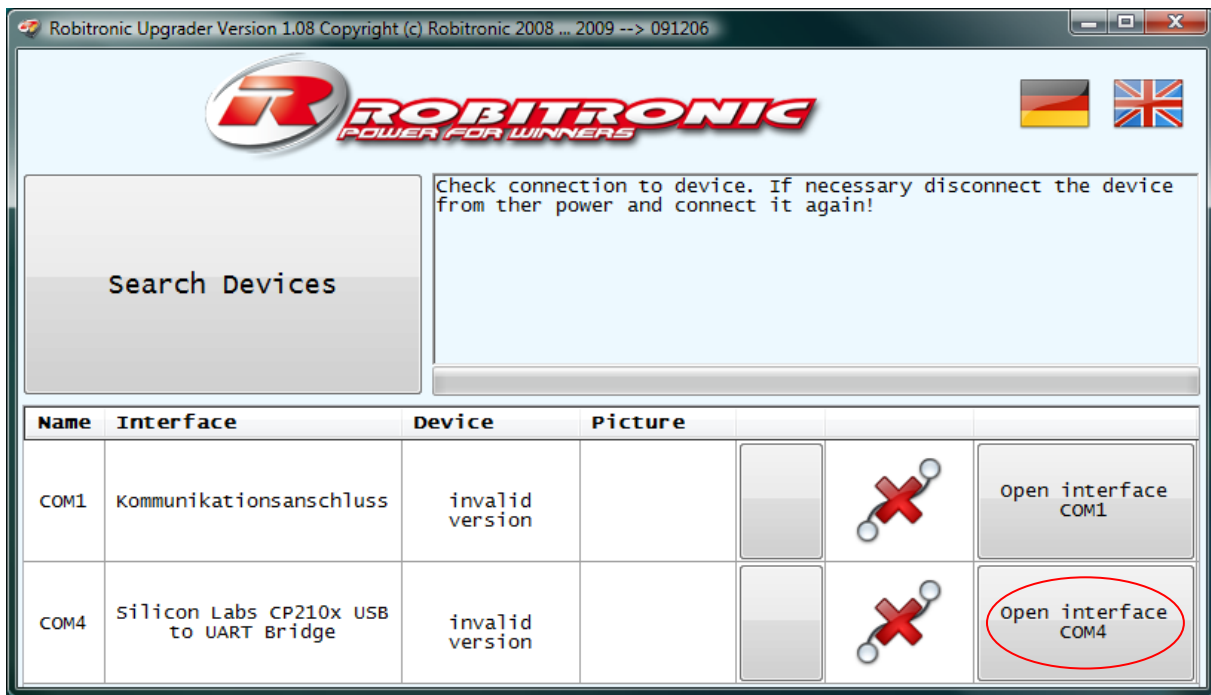 Robitronic Upgrader Version 1.08 Copyright (c) Robitronic 2008 ... 2009 --> 091206
R
ROBITRONIC
POWER FOR WINNERS
Search Devices
Check connection to device. If necessary disconnect the device
from ther power and connect it again!
Name Interface Device Picture
COM1 Kommunikationsanschluss invalid
version
Open interface
COM1
COM4 Silicon Labs CP210x USB
to UART Bridge
invalid
version
Open interface
COM4